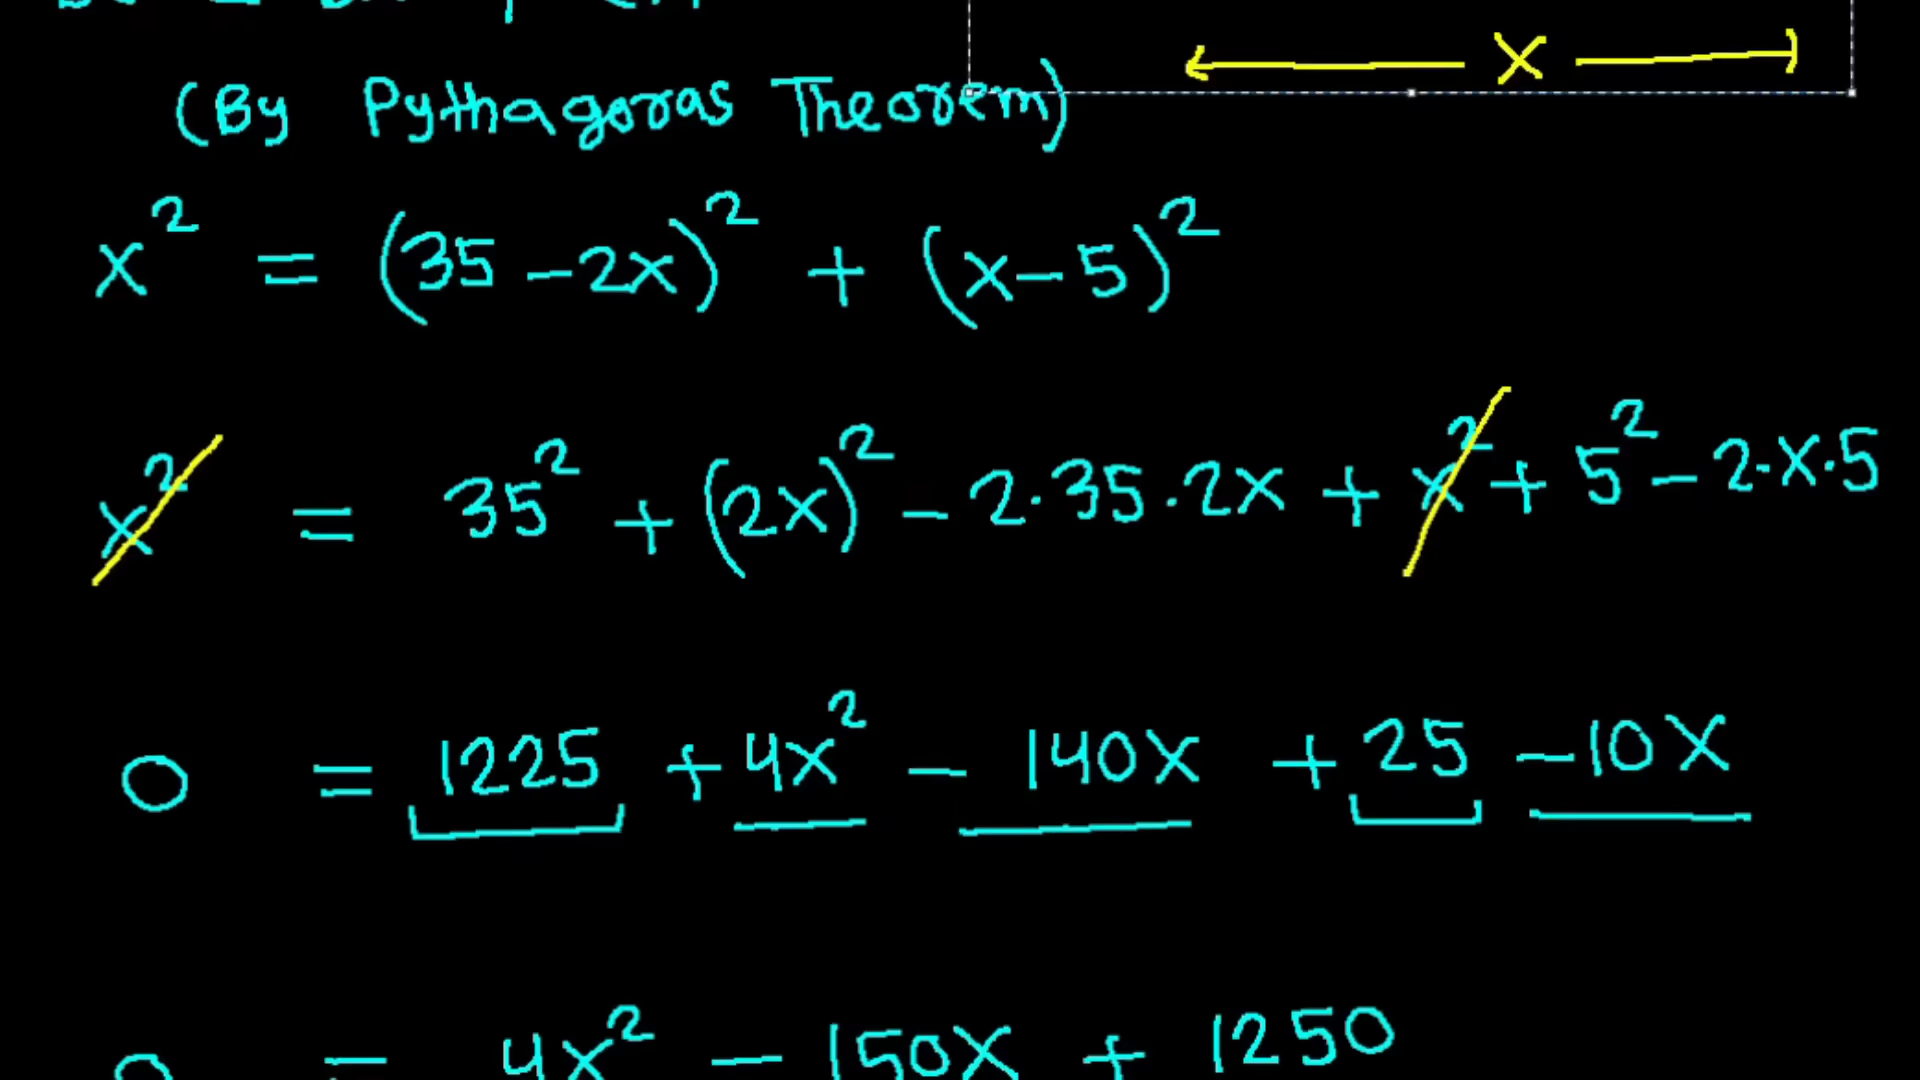 x
(By Pythagoras Theorem)
x² = (35 - 2x)² + (x - 5)²
x² = 35² + (2x)² - 2·35·2x + x² + 5² - 2·x·5
0 = 1225 + 4x² - 140x + 25 - 10x
0 = 4x² - 150x + 1250